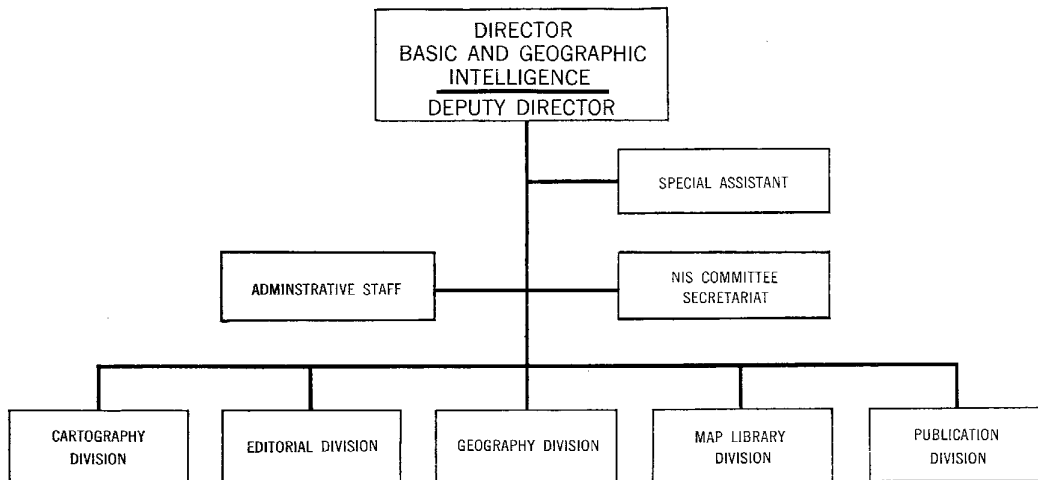 DIRECTOR
BASIC AND GEOGRAPHIC
INTELLIGENCE
DEPUTY DIRECTOR
SPECIAL ASSISTANT
ADMINSTRATIVE STAFF
NIS COMMITTEE
SECRETARIAT
CARTOGRAPHY
DIVISION
EDITORIAL DIVISION
GEOGRAPHY DIVISION
MAP LIBRARY
DIVISION
PUBLICATION
DIVISION